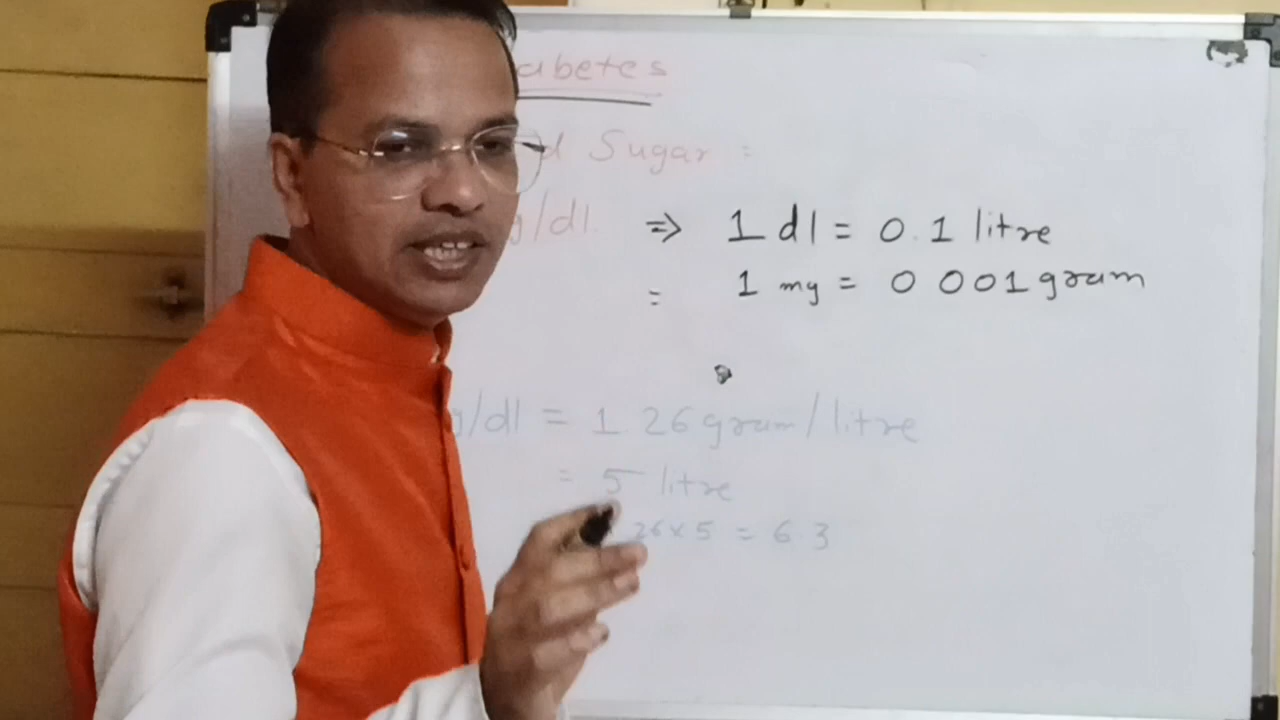 abetes
d Sugar :
g/dl. ⇒ 1 dl = 0.1 litre
= 1 mg = 0 001 gram
g/dl = 1.26 gram/litre
= 5 litre
26 × 5 = 6.3